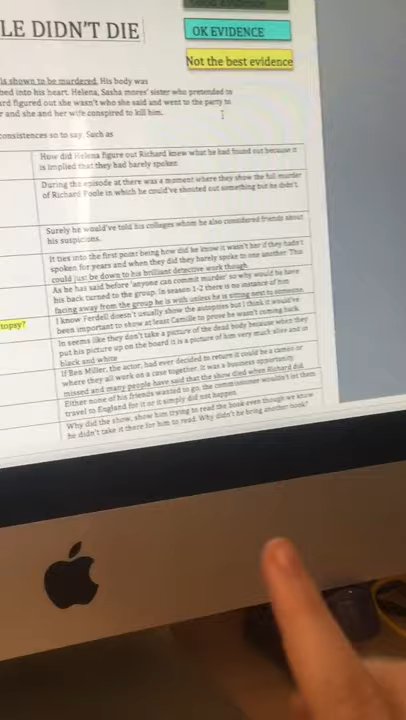 LE DIDN'T DIE
OK EVIDENCE
Not the best evidence
is shown to be murdered. His body was
bed into his heart. Helena, Sasha mores' sister who pretended to
ard figured out she wasn't who she said and went to the party to
r and she and her wife conspired to kill him.
consistences so to say. Such as
How did Helena figure out Richard knew what he had found out because it
is implied that they had barely spoken
During the episode at there was a moment where they show the full murder
of Richard Poole in which he could've shouted out something but he didn't.
Surely he would've told his colleges whom he also considered friends about
his suspicions.
It ties into the first point being how did he know it wasn't her if they hadn't
spoken for years and when they did they barely spoke to one another. This
could just be down to his brilliant detective work though.
As he has said before 'anyone can commit murder' so why would he have
his back turned to the group. In season 1-2 there is no instance of him
facing away from the group he is with unless he is sitting next to someone.
topsy?
I know Ferdell doesn't usually show the autopsies but I think it would've
been important to show at least Camille to prove he wasn't coming back.
In seems like they don't take a picture of the dead body because when they
put his picture up on the board it is a picture of him very much alive and in
black and white
If Ben Miller, the actor, had ever decided to return it could be a cameo or
where they all work on a case together. It was a business opportunity
missed and many people have said that the show died when Richard did.
Either none of his friends wanted to go, the commissioner wouldn't let them
travel to England for it or it simply did not happen.
Why did the show, show him trying to read the book even though we know
he didn't take it there for him to read. Why didn't he bring another book?